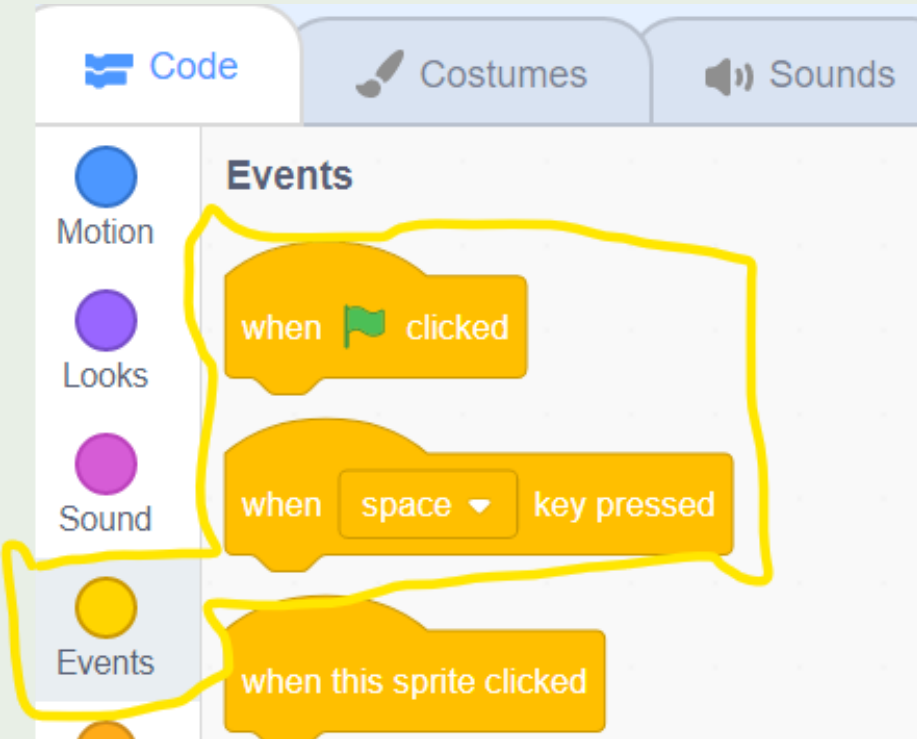 Code
Costumes
Sounds
Motion
Looks
Sound
Events
Events
when clicked
when space key pressed
when this sprite clicked